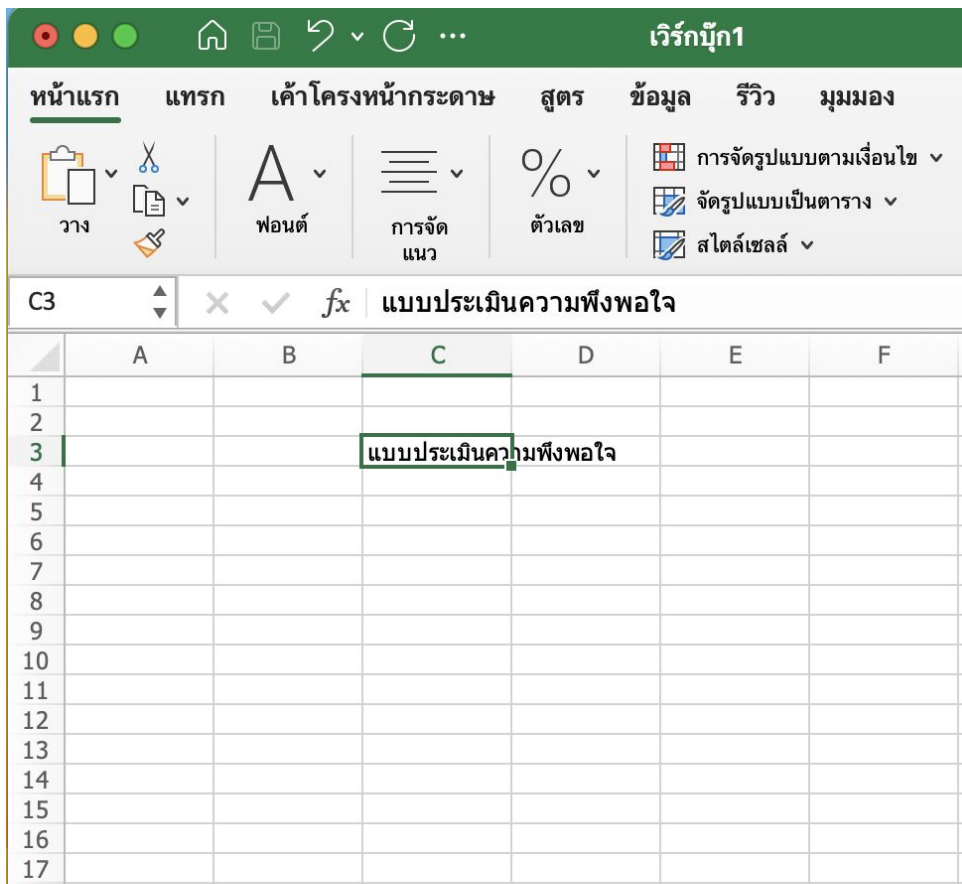 เวิร์กบุ๊ก1
หน้าแรก แทรก เค้าโครงหน้ากระดาษ สูตร ข้อมูล รีวิว มุมมอง
วาง
A
ฟอนต์
การจัด
แนว
%
ตัวเลข
การจัดรูปแบบตามเงื่อนไข
จัดรูปแบบเป็นตาราง
สไตล์เซลล์
C3 fx แบบประเมินความพึงพอใจ
A B C D E F
1
2
3 แบบประเมินความพึงพอใจ
4
5
6
7
8
9
10
11
12
13
14
15
16
17